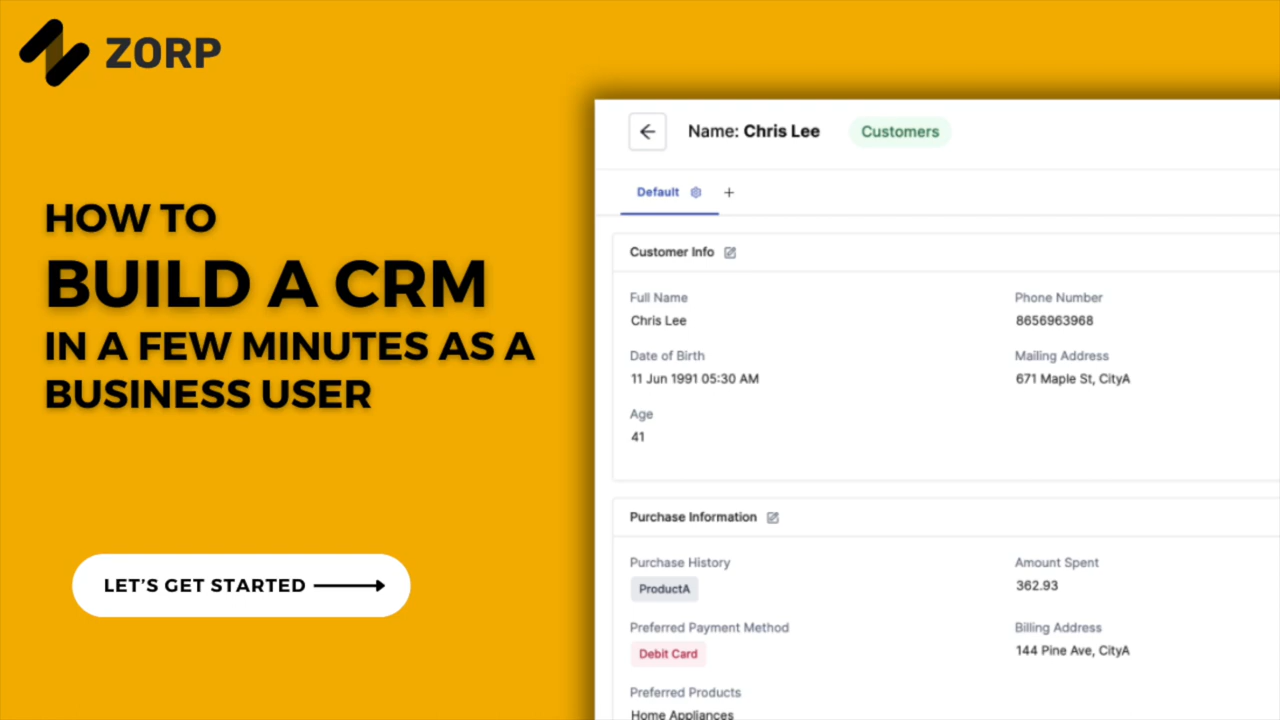 ZORP
HOW TO
BUILD A CRM
IN A FEW MINUTES AS A
BUSINESS USER
LET’S GET STARTED
Name: Chris Lee
Customers
Default
Customer Info
Full Name
Chris Lee
Phone Number
8656963968
Date of Birth
11 Jun 1991 05:30 AM
Mailing Address
671 Maple St, CityA
Age
41
Purchase Information
Purchase History
ProductA
Amount Spent
362.93
Preferred Payment Method
Debit Card
Billing Address
144 Pine Ave, CityA
Preferred Products
Home Appliances